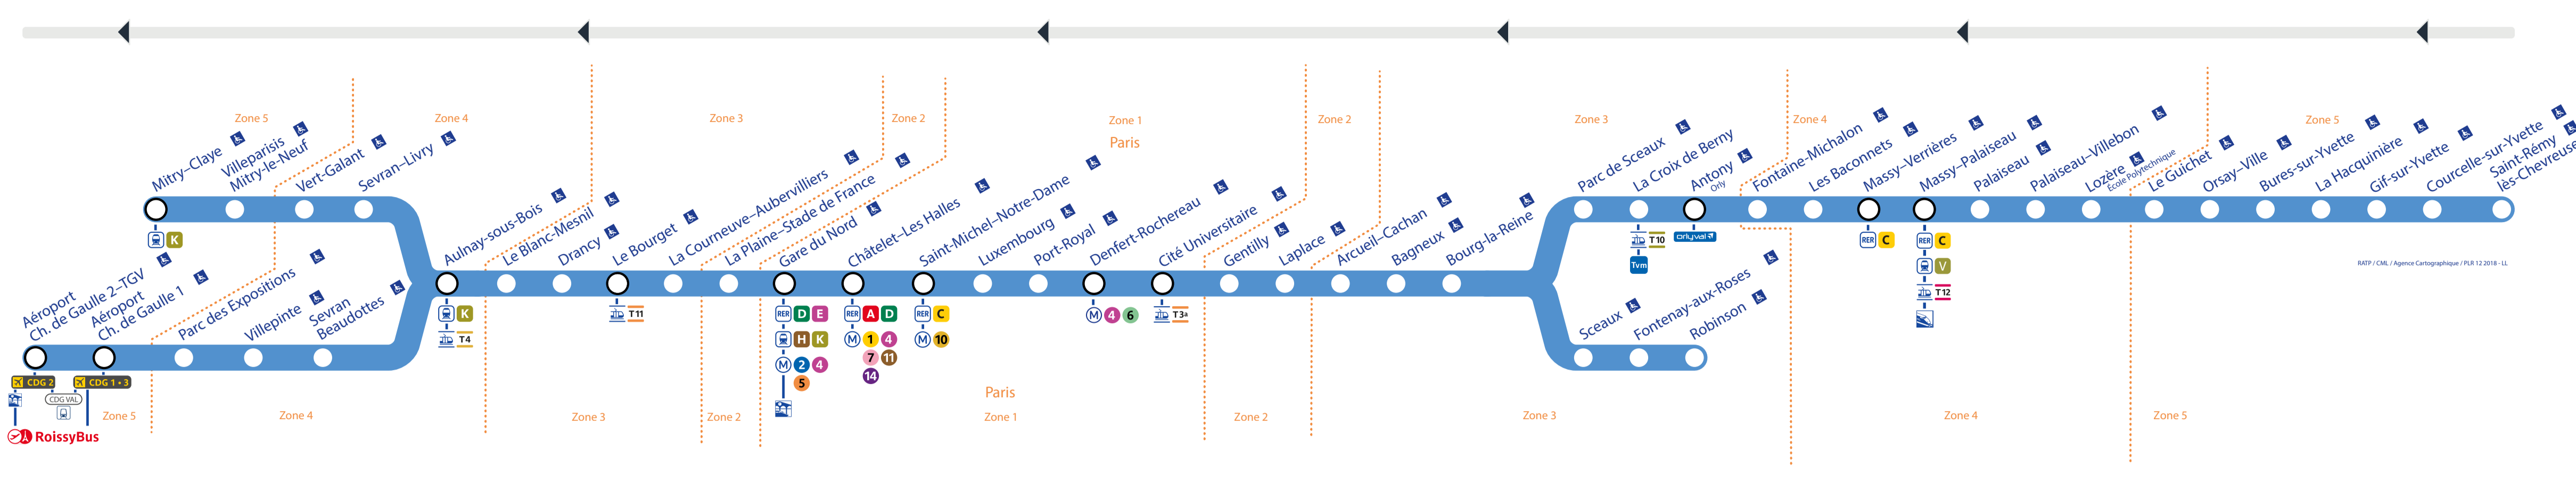 Zone 5
Zone 4
Zone 3
Zone 2
Zone 1
Paris
Zone 2
Zone 3
Zone 4
Zone 5
Mitry–Claye
Villeparisis
Mitry-le-Neuf
Vert-Galant
Sevran–Livry
K
Aéroport
Ch. de Gaulle 2–TGV
Aéroport
Ch. de Gaulle 1
Parc des Expositions
Villepinte
Sevran
Beaudottes
CDG 2
CDG 1 • 3
CDG VAL
RoissyBus
Aulnay-sous-Bois
K
T4
Le Blanc-Mesnil
Drancy
Le Bourget
T11
La Courneuve–Aubervilliers
La Plaine–Stade de France
Gare du Nord
RER D E
H K
M 2 4
5
Châtelet–Les Halles
RER A D
M 1 4
7 11
14
Saint-Michel–Notre-Dame
RER C
M 10
Luxembourg
Port-Royal
Denfert-Rochereau
M 4 6
Cité Universitaire
T3a
Gentilly
Laplace
Arcueil–Cachan
Bagneux
Bourg-la-Reine
Parc de Sceaux
La Croix de Berny
T10
Tvm
Antony
Orly
orlyval
Fontaine-Michalon
Les Baconnets
Massy–Verrières
RER C
Massy–Palaiseau
RER C
V
T12
Palaiseau
Palaiseau–Villebon
Lozère
École Polytechnique
Le Guichet
Orsay–Ville
Bures-sur-Yvette
La Hacquinière
Gif-sur-Yvette
Courcelle-sur-Yvette
Saint-Rémy
lès-Chevreuse
Sceaux
Fontenay-aux-Roses
Robinson
RATP / CML / Agence Cartographique / PLR 12 2018 - LL
Zone 5
Zone 4
Zone 3
Zone 2
Paris
Zone 1
Zone 2
Zone 3
Zone 4
Zone 5